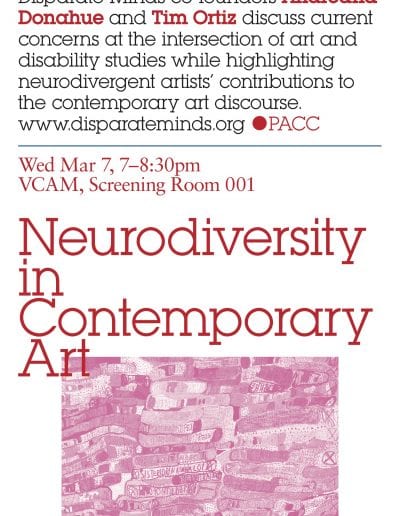 Disparate Minds co-founders Andreana
Donahue and Tim Ortiz discuss current
concerns at the intersection of art and
disability studies while highlighting
neurodivergent artists’ contributions to
the contemporary art discourse.
www.disparateminds.org ●PACC
Wed Mar 7, 7–8:30pm
VCAM, Screening Room 001
Neurodiversity
in
Contemporary
Art